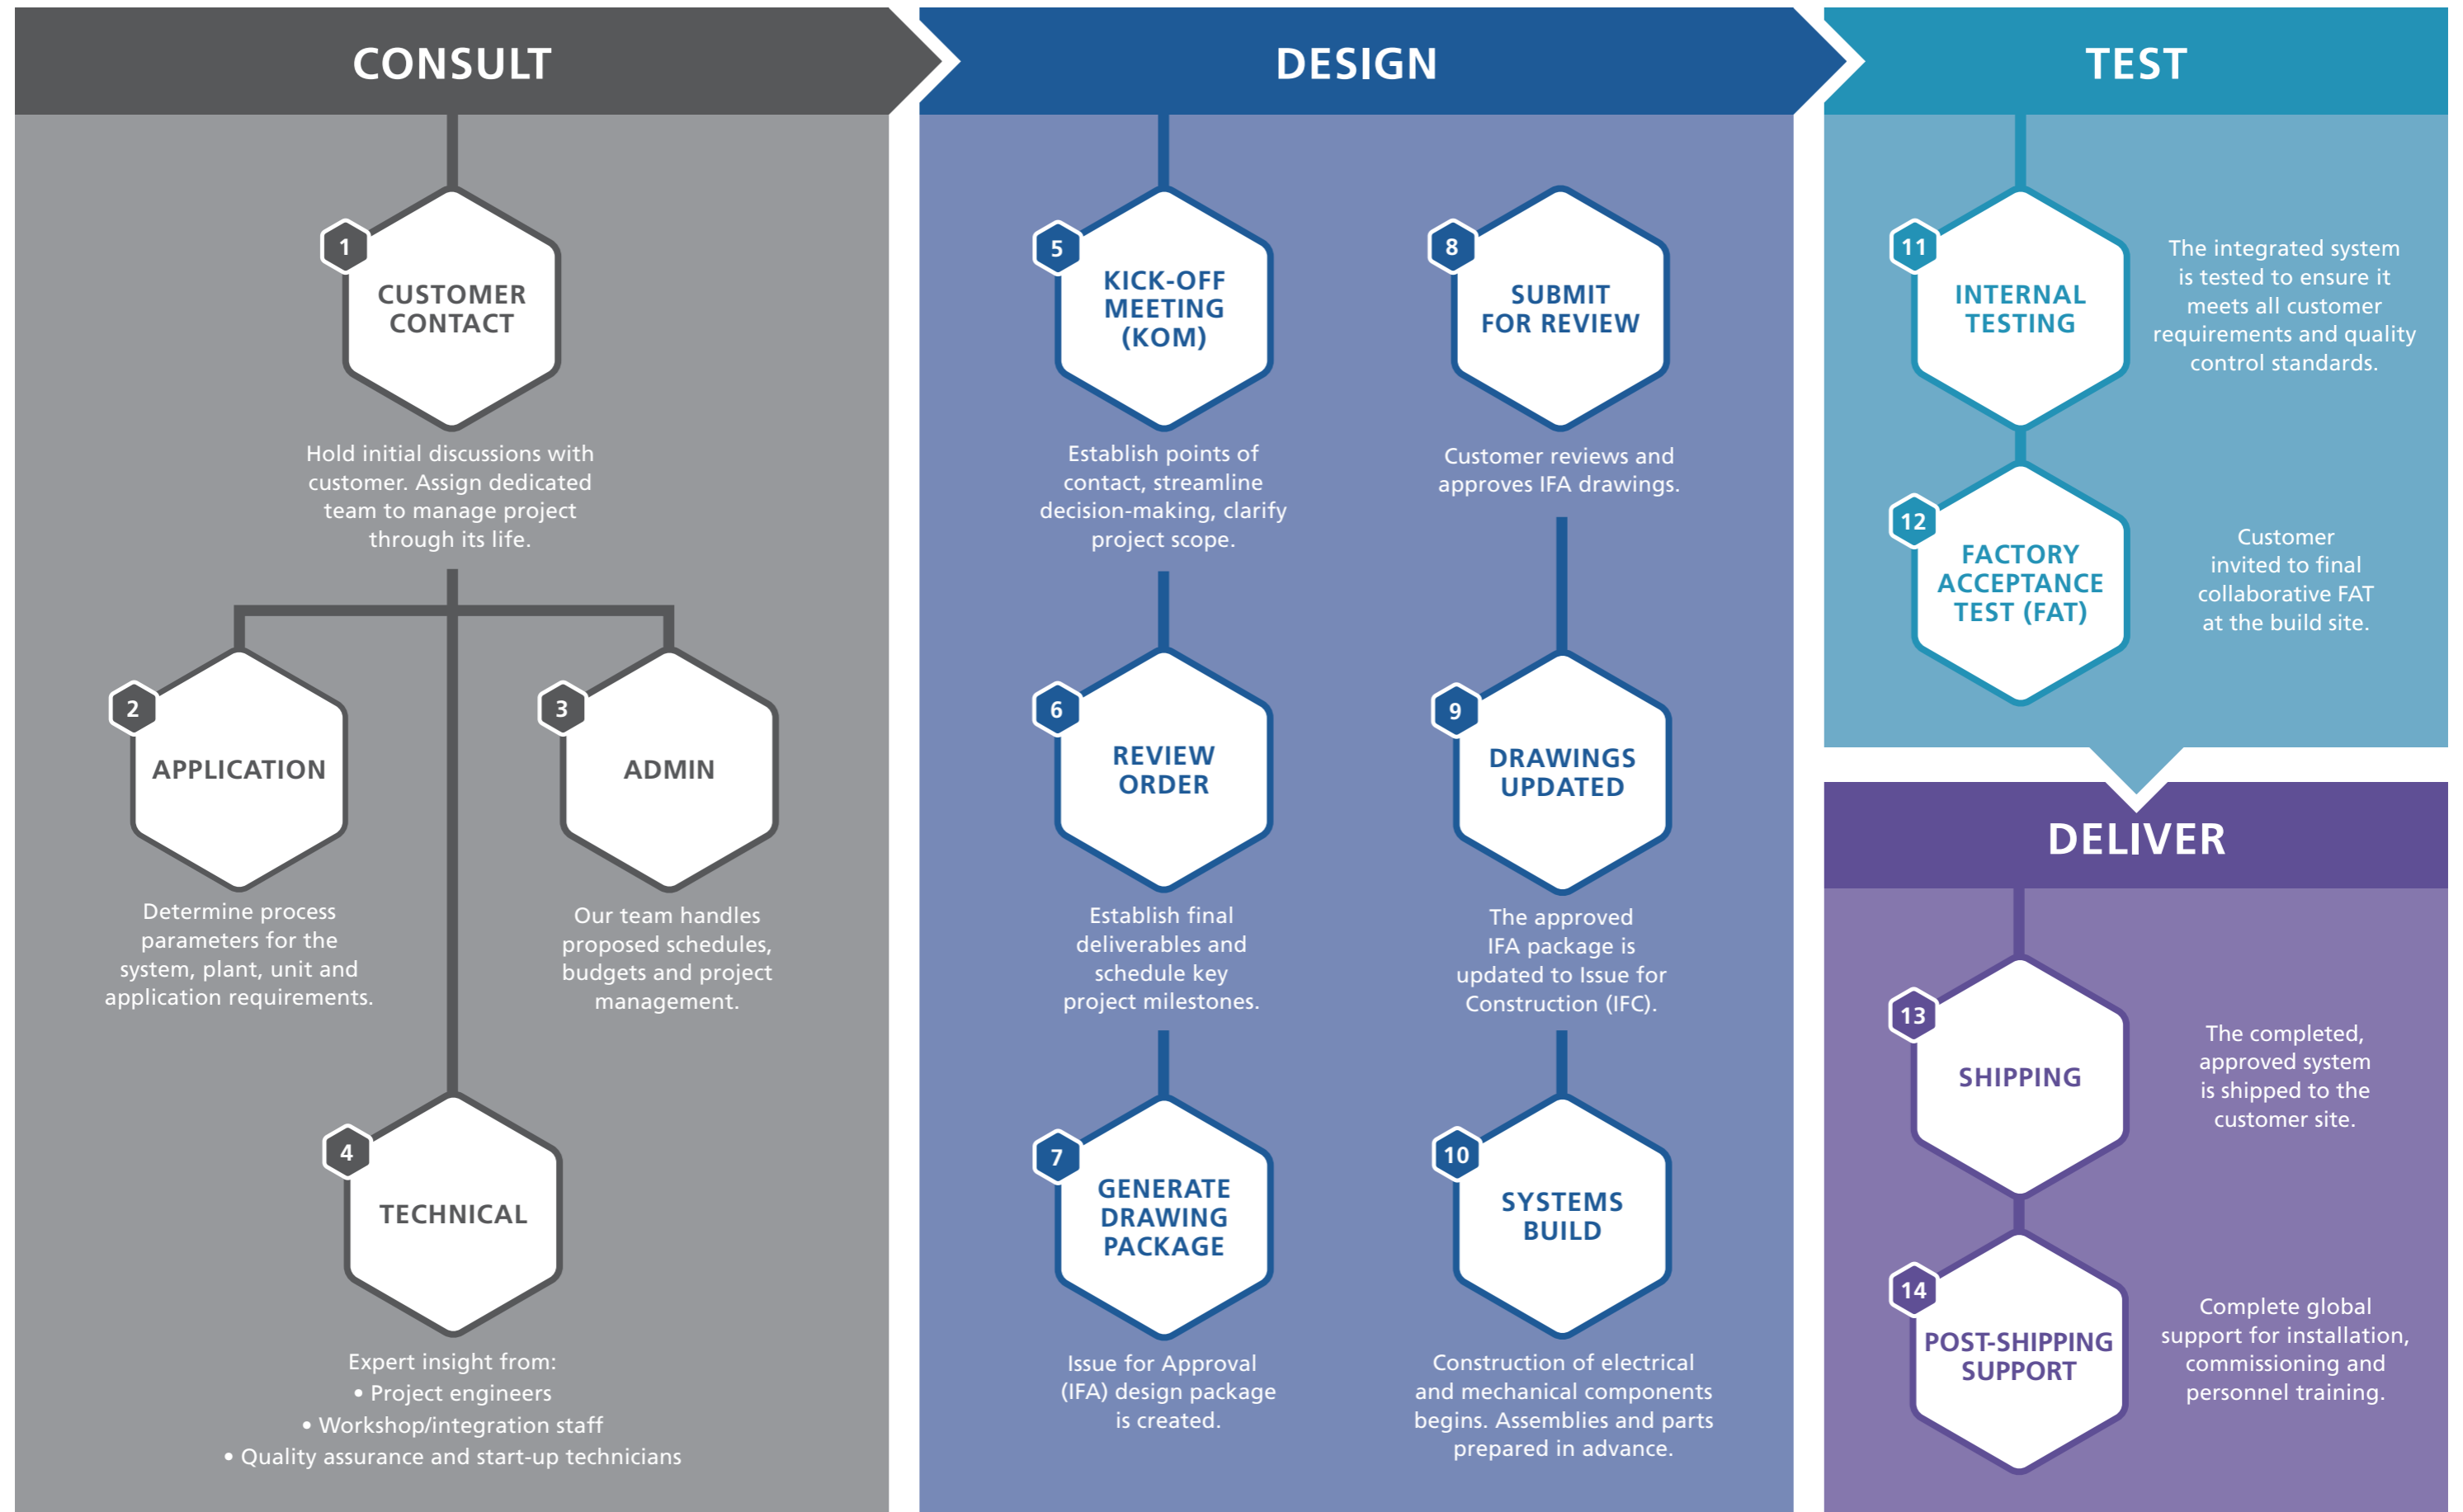 CONSULT
1
CUSTOMER
CONTACT
Hold initial discussions with
customer. Assign dedicated
team to manage project
through its life.
2
APPLICATION
Determine process
parameters for the
system, plant, unit and
application requirements.
3
ADMIN
Our team handles
proposed schedules,
budgets and project
management.
4
TECHNICAL
Expert insight from:
• Project engineers
• Workshop/integration staff
• Quality assurance and start-up technicians
DESIGN
5
KICK-OFF
MEETING
(KOM)
Establish points of
contact, streamline
decision-making, clarify
project scope.
6
REVIEW
ORDER
Establish final
deliverables and
schedule key
project milestones.
7
GENERATE
DRAWING
PACKAGE
Issue for Approval
(IFA) design package
is created.
8
SUBMIT
FOR REVIEW
Customer reviews and
approves IFA drawings.
9
DRAWINGS
UPDATED
The approved
IFA package is
updated to Issue for
Construction (IFC).
10
SYSTEMS
BUILD
Construction of electrical
and mechanical components
begins. Assemblies and parts
prepared in advance.
TEST
11
INTERNAL
TESTING
The integrated system
is tested to ensure it
meets all customer
requirements and quality
control standards.
12
FACTORY
ACCEPTANCE
TEST (FAT)
Customer
invited to final
collaborative FAT
at the build site.
DELIVER
13
SHIPPING
The completed,
approved system
is shipped to the
customer site.
14
POST-SHIPPING
SUPPORT
Complete global
support for installation,
commissioning and
personnel training.